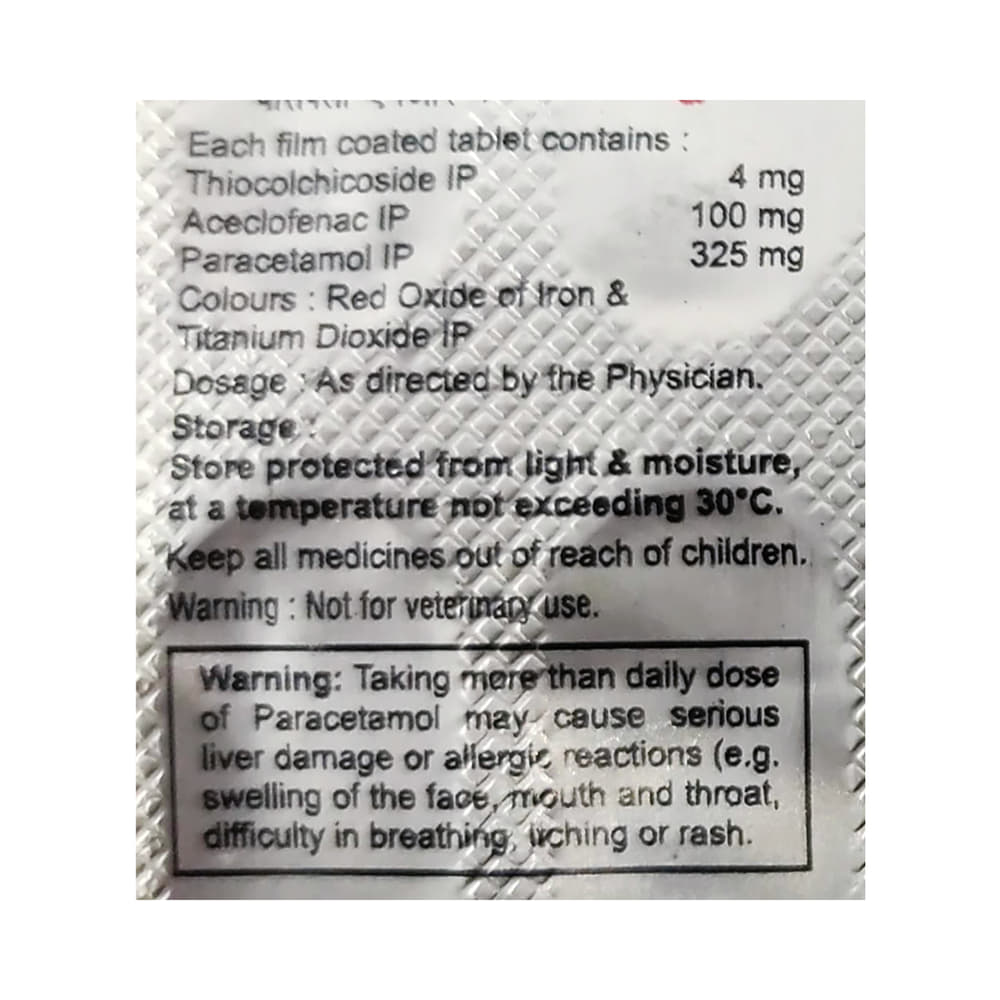 Each film coated tablet contains :
Thiocolchicoside IP 4 mg
Aceclofenac IP 100 mg
Paracetamol IP 325 mg
Colours : Red Oxide of Iron &
Titanium Dioxide IP
Dosage : As directed by the Physician.
Storage :
Store protected from light & moisture,
at a temperature not exceeding 30°C.
Keep all medicines out of reach of children.
Warning : Not for veterinary use.
Warning: Taking more than daily dose
of Paracetamol may cause serious
liver damage or allergic reactions (e.g.
swelling of the face, mouth and throat,
difficulty in breathing, itching or rash.